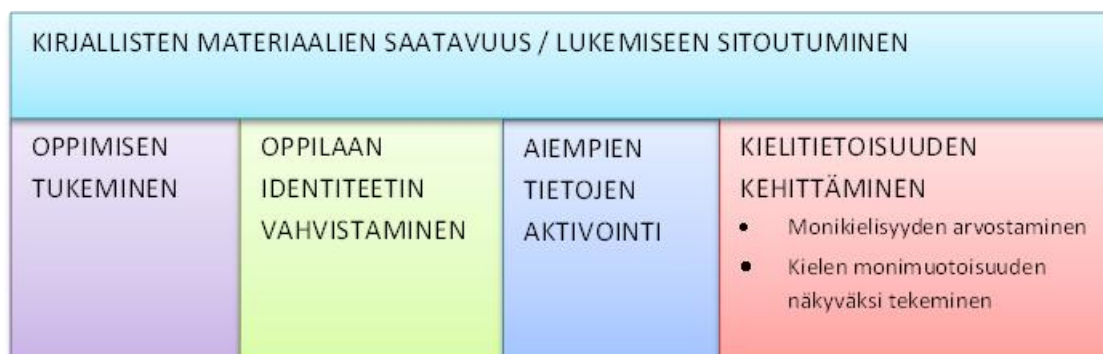 KIRJALLISTEN MATERIAALIEN SAATAVUUS / LUKEMISEEN SITOUTUMINEN
OPPIMISEN
TUKEMINEN
OPPILAAN
IDENTITEETIN
VAHVISTAMINEN
AIEMPIEN
TIETOJEN
AKTIVOINTI
KIELITIETOISUUDEN
KEHITTÄMINEN
• Monikielisyyden arvostaminen
• Kielen monimuotoisuuden
näkyväksi tekeminen